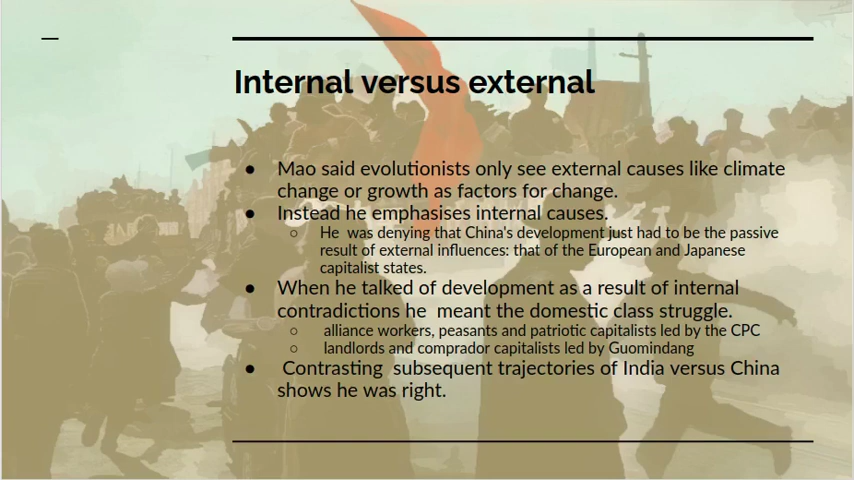 Internal versus external
● Mao said evolutionists only see external causes like climate
change or growth as factors for change.
● Instead he emphasises internal causes.
○ He  was denying that China's development just had to be the passive
result of external influences: that of the European and Japanese
capitalist states.
● When he talked of development as a result of internal
contradictions he  meant the domestic class struggle.
○ alliance workers, peasants and patriotic capitalists led by the CPC
○ landlords and comprador capitalists led by Guomindang
● Contrasting  subsequent trajectories of India versus China
shows he was right.